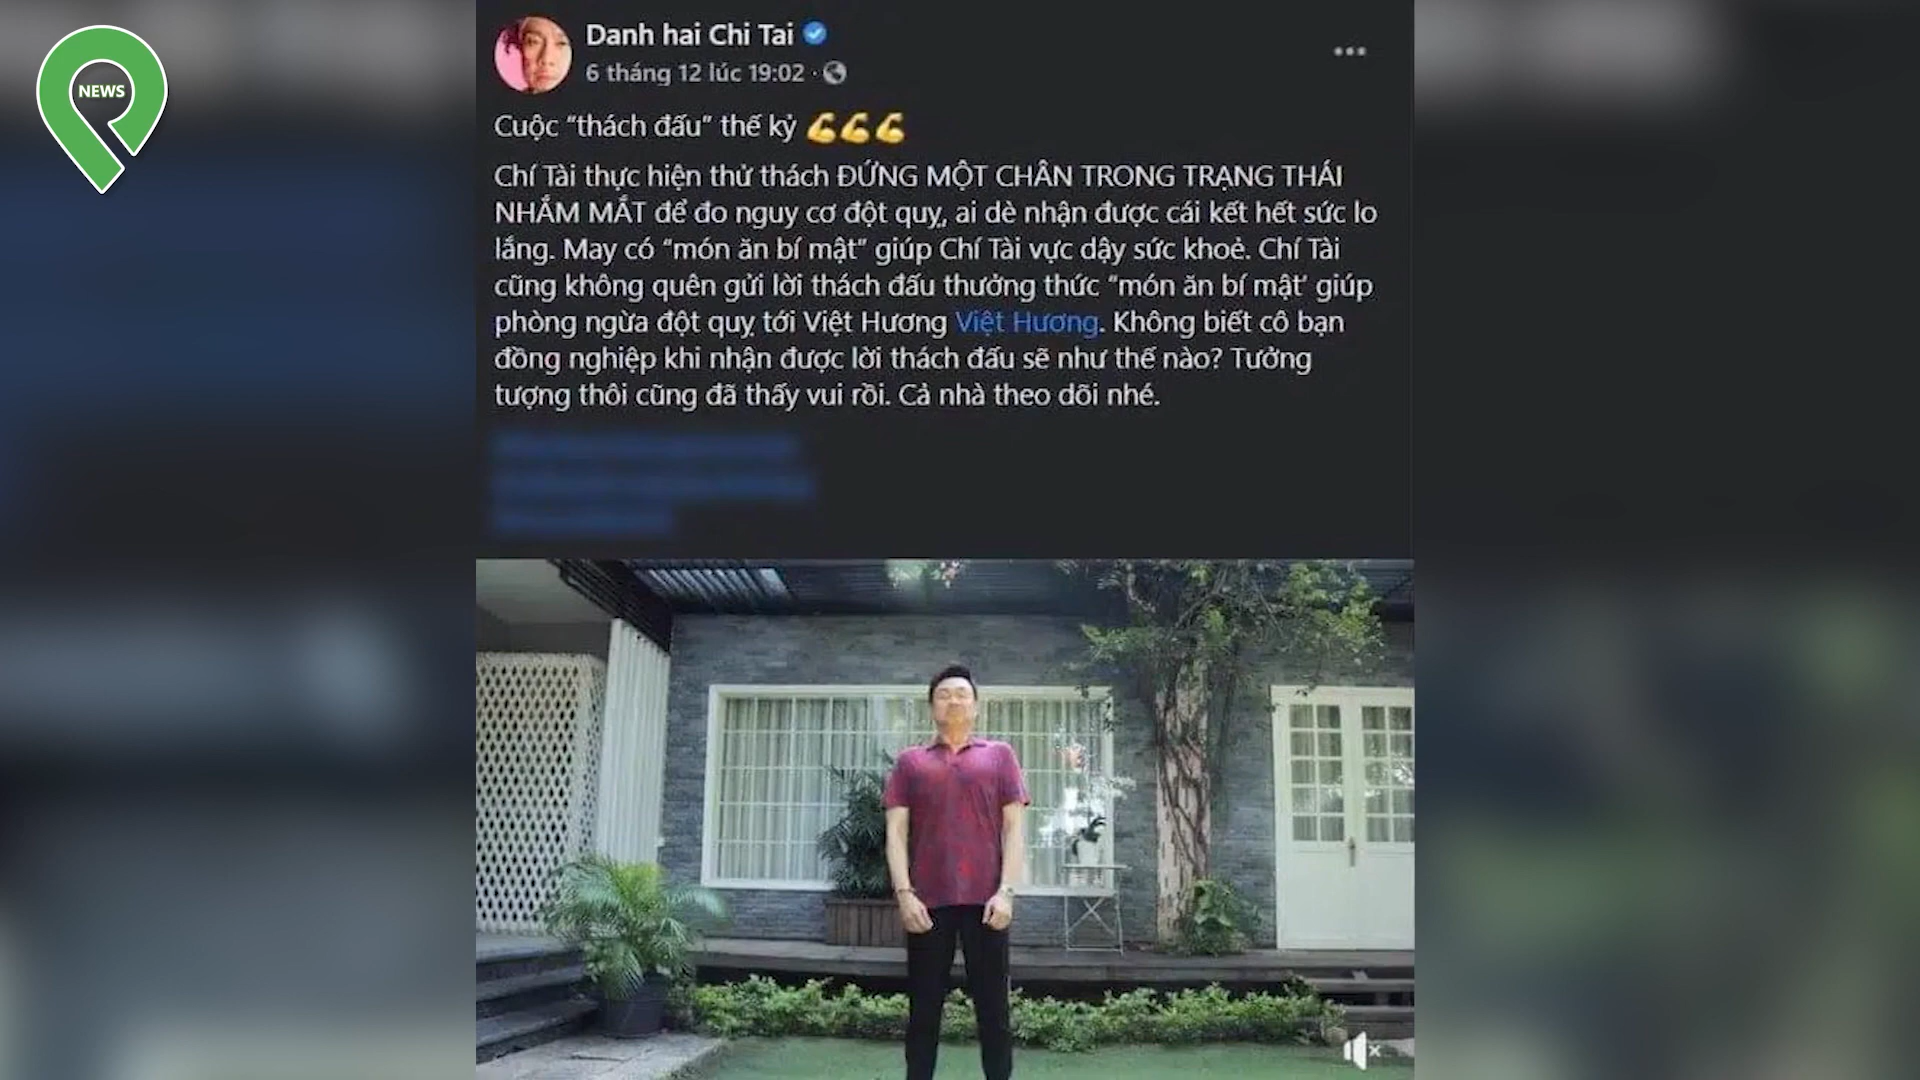 NEWS
Danh hai Chi Tai
6 tháng 12 lúc 19:02 ·
Cuộc “thách đấu” thế kỷ 💪💪💪
Chí Tài thực hiện thử thách ĐỨNG MỘT CHÂN TRONG TRẠNG THÁI
NHẮM MẮT để đo nguy cơ đột quỵ, ai dè nhận được cái kết hết sức lo
lắng. May có “món ăn bí mật” giúp Chí Tài vực dậy sức khoẻ. Chí Tài
cũng không quên gửi lời thách đấu thưởng thức “món ăn bí mật’ giúp
phòng ngừa đột quỵ tới Việt Hương Việt Hương. Không biết cô bạn
đồng nghiệp khi nhận được lời thách đấu sẽ như thế nào? Tưởng
tượng thôi cũng đã thấy vui rồi. Cả nhà theo dõi nhé.